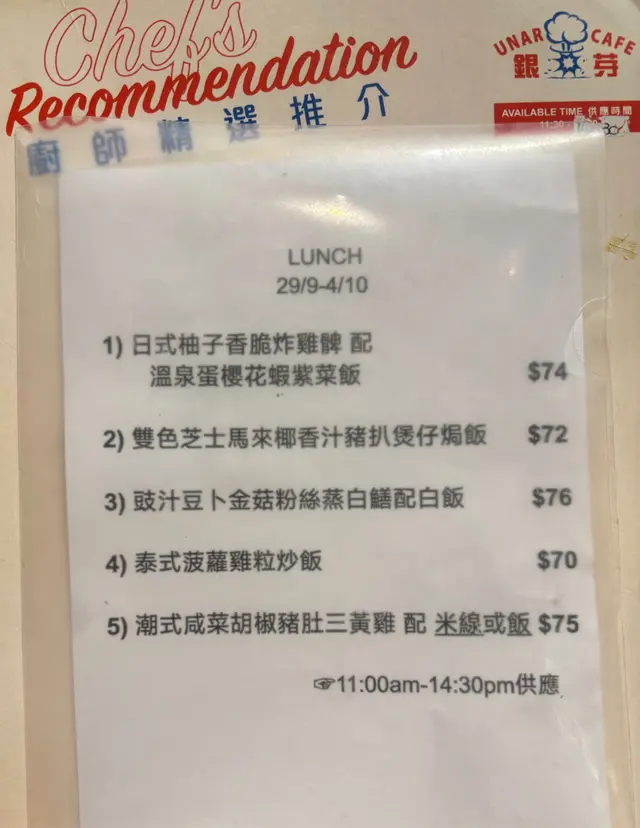 Chef's
Recommendation
廚師精選推介
UNAR CAFE
銀芽
AVAILABLE TIME 供應時間
LUNCH
29/9-4/10
1) 日式柚子香脆炸雞髀 配
溫泉蛋櫻花蝦紫菜飯 $74
2) 雙色芝士馬來椰香汁豬扒煲仔焗飯 $72
3) 豉汁豆卜金菇粉絲蒸白鱔配白飯 $76
4) 泰式菠蘿雞粒炒飯 $70
5) 潮式咸菜胡椒豬肚三黃雞 配 米線或飯 $75
☞11:00am-14:30pm供應